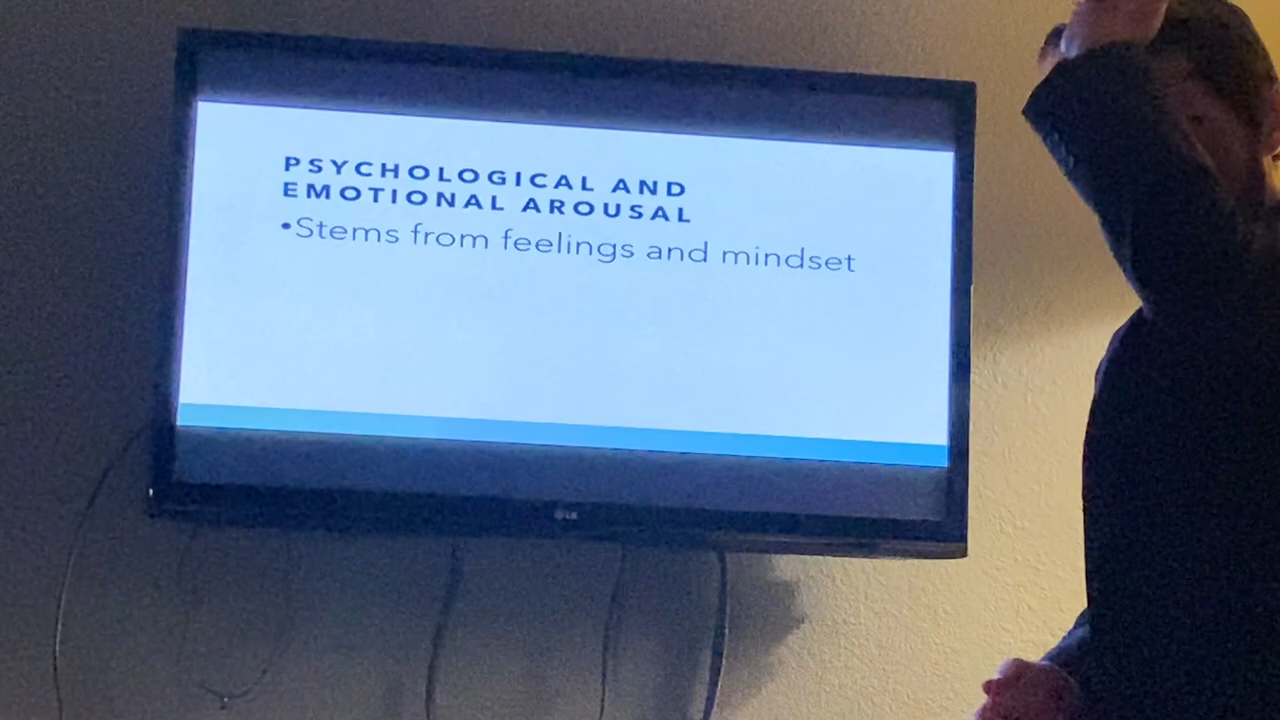 PSYCHOLOGICAL AND
EMOTIONAL AROUSAL
•Stems from feelings and mindset